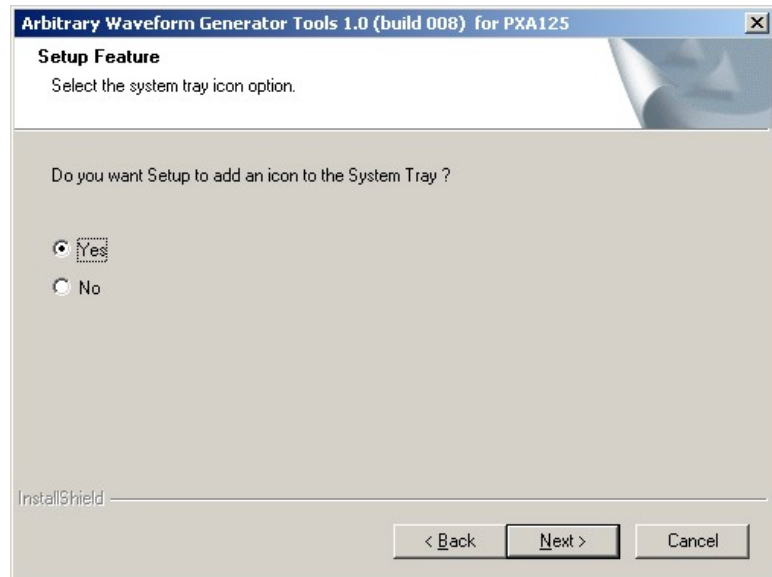 Arbitrary Waveform Generator Tools 1.0 (build 008) for PXA125
Setup Feature
Select the system tray icon option.
Do you want Setup to add an icon to the System Tray ?
Yes
No
InstallShield
< Back Next > Cancel